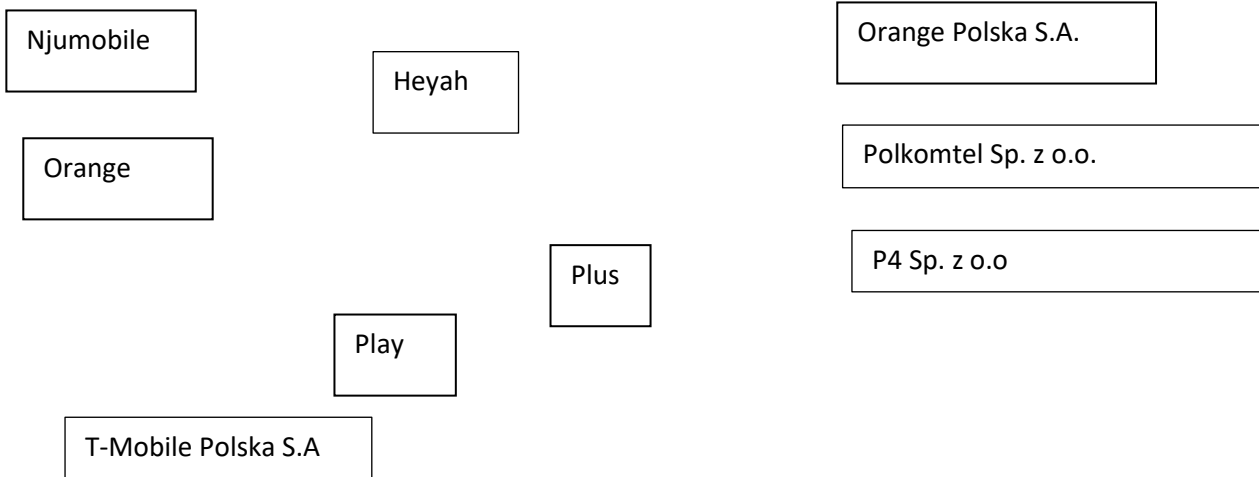 Njumobile
Orange Polska S.A.
Heyah
Orange
Polkomtel Sp. z o.o.
P4 Sp. z o.o
Plus
Play
T-Mobile Polska S.A